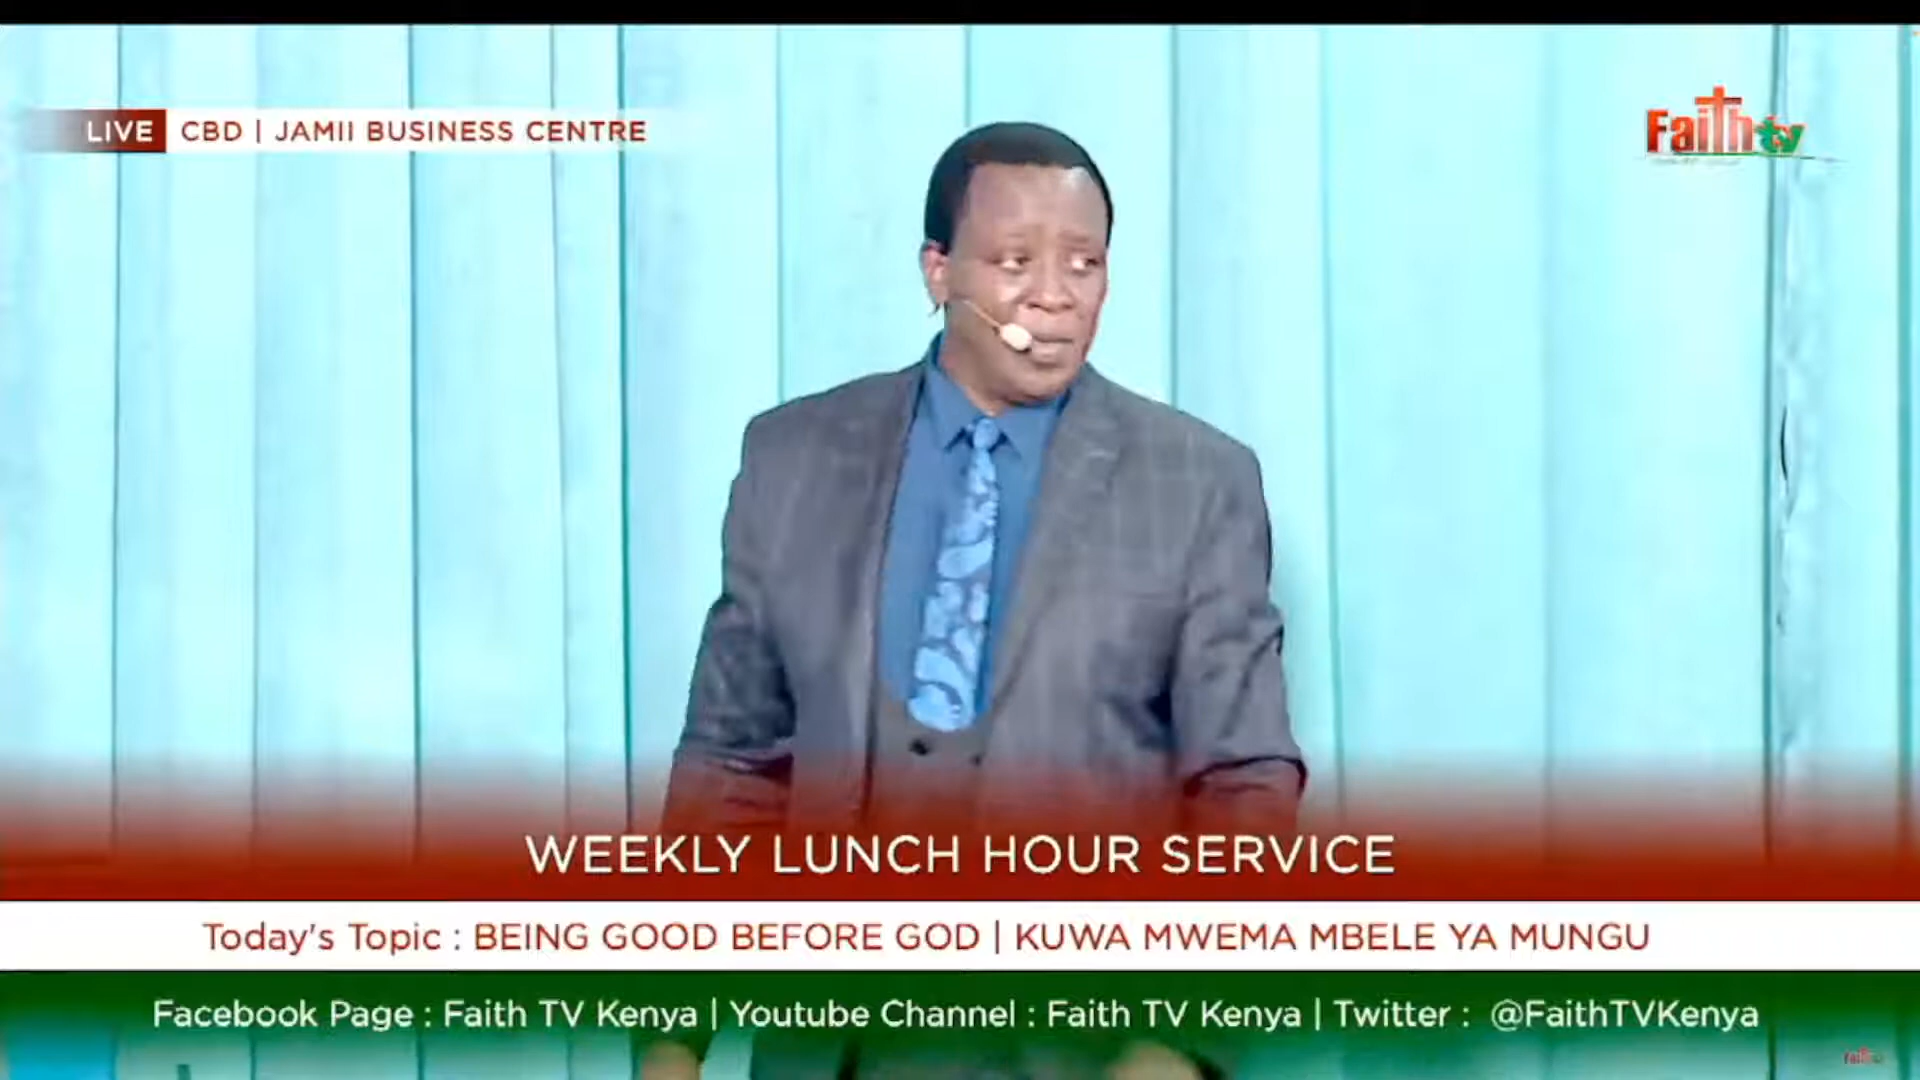 LIVE CBD | JAMII BUSINESS CENTRE
Faith tv
WEEKLY LUNCH HOUR SERVICE
Today's Topic : BEING GOOD BEFORE GOD | KUWA MWEMA MBELE YA MUNGU
Facebook Page : Faith TV Kenya | Youtube Channel : Faith TV Kenya | Twitter : @FaithTVKenya